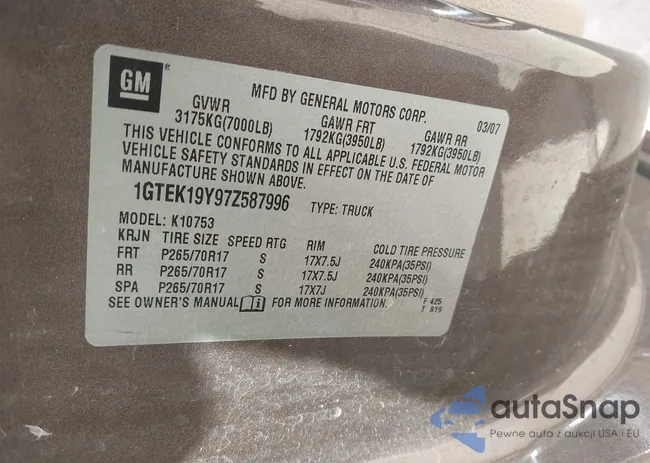 GM
MFD BY GENERAL MOTORS CORP. 03/07
GVWR GAWR FRT GAWR RR
3175KG(7000LB) 1792KG(3950LB) 1792KG(3950LB)
THIS VEHICLE CONFORMS TO ALL APPLICABLE U.S. FEDERAL MOTOR
VEHICLE SAFETY STANDARDS IN EFFECT ON THE DATE OF
MANUFACTURE SHOWN ABOVE.
1GTEK19Y97Z587996 TYPE: TRUCK
MODEL: K10753
KRJN TIRE SIZE SPEED RTG RIM COLD TIRE PRESSURE
FRT P265/70R17 S 17X7.5J 240KPA(35PSI)
RR P265/70R17 S 17X7.5J 240KPA(35PSI)
SPA P265/70R17 S 17X7J 240KPA(35PSI)
SEE OWNER'S MANUAL FOR MORE INFORMATION. F 425
T 819
autaSnap
Pewne auta z aukcji USA i EU